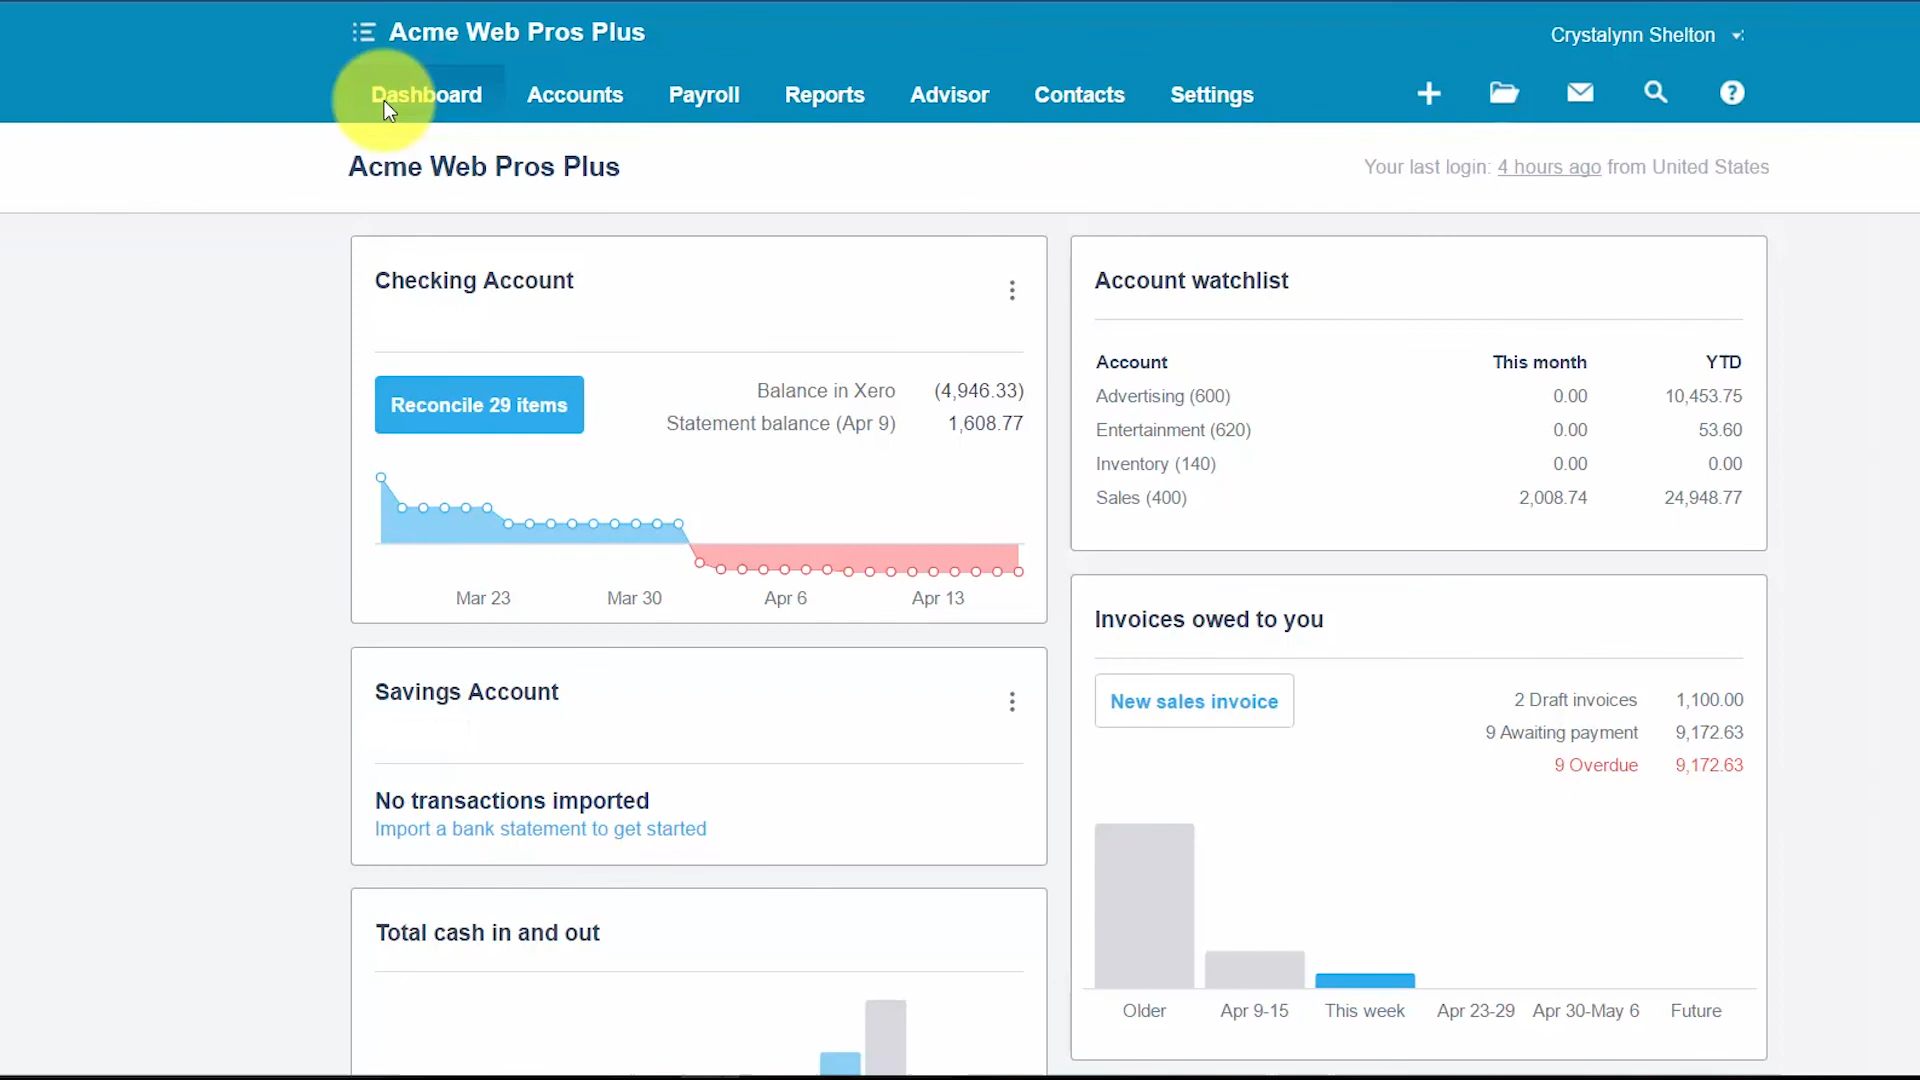 Acme Web Pros Plus
Crystalynn Shelton
Dashboard Accounts Payroll Reports Advisor Contacts Settings
Acme Web Pros Plus
Your last login: 4 hours ago from United States
Checking Account
Reconcile 29 items
Balance in Xero (4,946.33)
Statement balance (Apr 9) 1,608.77
Mar 23 Mar 30 Apr 6 Apr 13
Savings Account
No transactions imported
Import a bank statement to get started
Total cash in and out
Account watchlist
Account This month YTD
Advertising (600) 0.00 10,453.75
Entertainment (620) 0.00 53.60
Inventory (140) 0.00 0.00
Sales (400) 2,008.74 24,948.77
Invoices owed to you
New sales invoice
2 Draft invoices 1,100.00
9 Awaiting payment 9,172.63
9 Overdue 9,172.63
Older Apr 9-15 This week Apr 23-29 Apr 30-May 6 Future